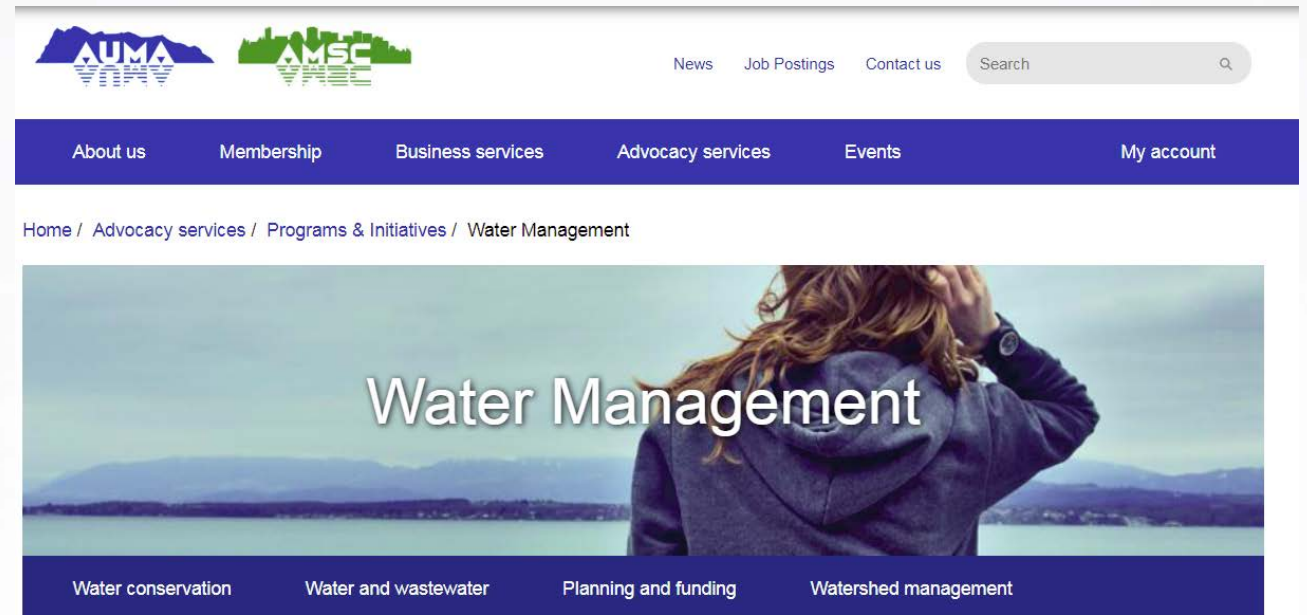 AUMA AMSC
News Job Postings Contact us Search
About us Membership Business services Advocacy services Events My account
Home / Advocacy services / Programs & Initiatives / Water Management
Water Management
Water conservation Water and wastewater Planning and funding Watershed management